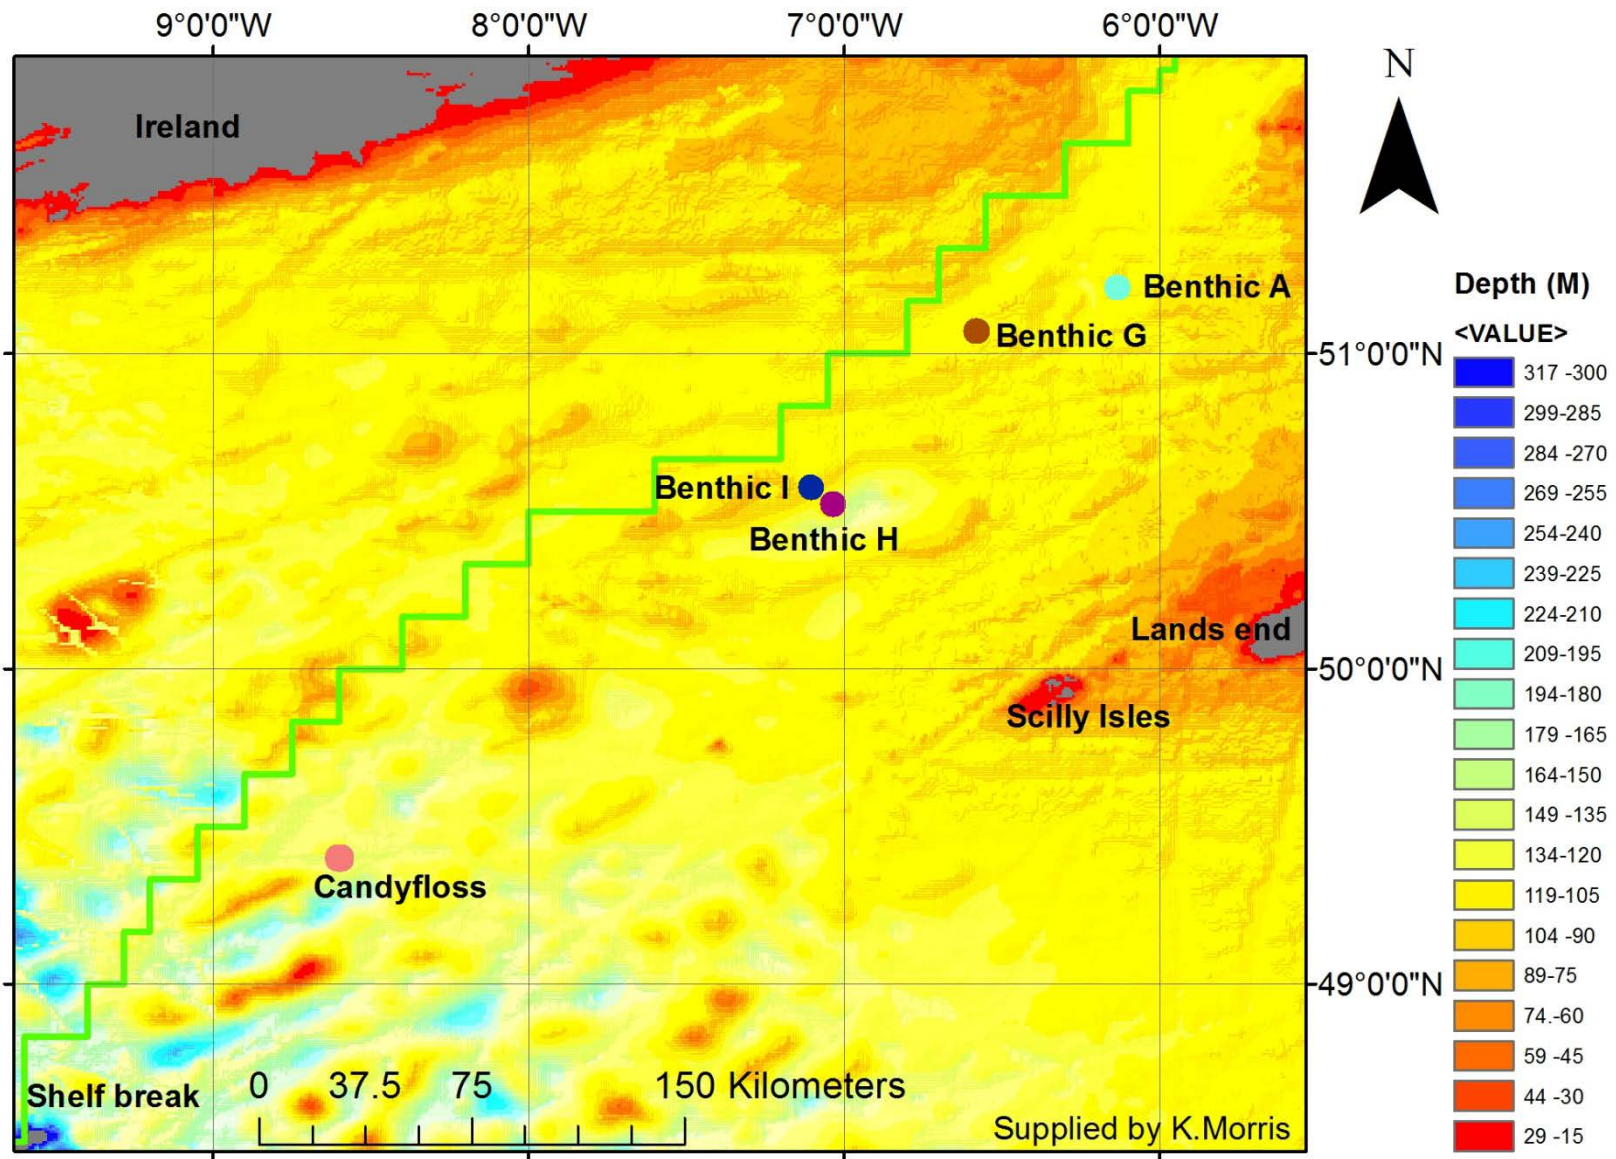 9°0'0"W 8°0'0"W 7°0'0"W 6°0'0"W
N
Ireland
Benthic A
Benthic G
51°0'0"N
Benthic I
Benthic H
Lands end
50°0'0"N
Scilly Isles
Candyfloss
49°0'0"N
Shelf break
0 37.5 75 150 Kilometers
Supplied by K.Morris
Depth (M)
<VALUE>
317 -300
299-285
284 -270
269 -255
254-240
239-225
224-210
209-195
194-180
179 -165
164-150
149 -135
134-120
119-105
104 -90
89-75
74.-60
59 -45
44 -30
29 -15